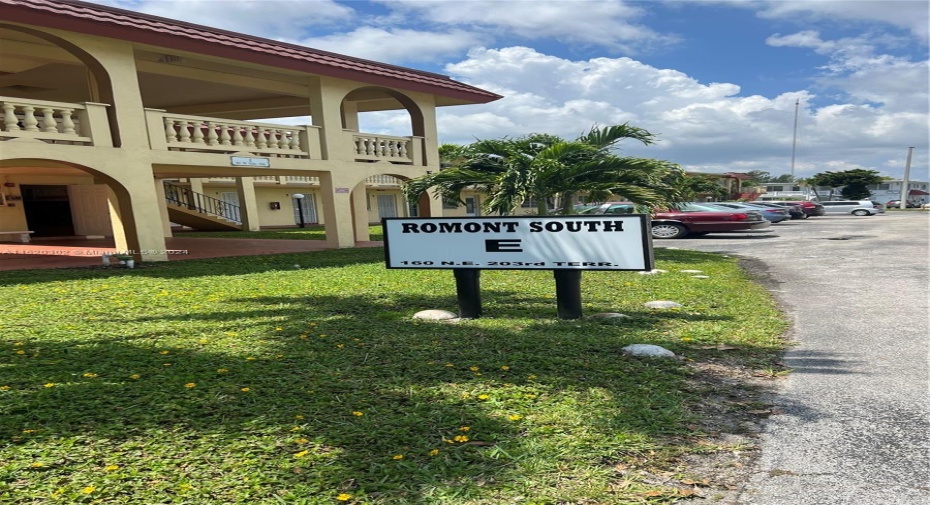 ROMONT SOUTH
E
160 N.E. 203rd TERR.